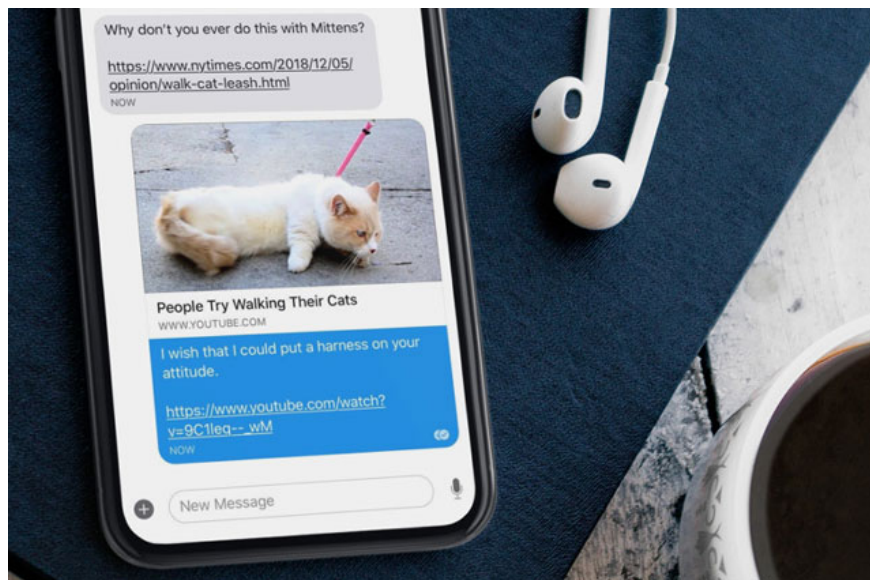 Why don't you ever do this with Mittens?
https://www.nytimes.com/2018/12/05/
opinion/walk-cat-leash.html
NOW
People Try Walking Their Cats
WWW.YOUTUBE.COM
I wish that I could put a harness on your
attitude.
https://www.youtube.com/watch?
v=9C1leq--_wM
NOW
New Message